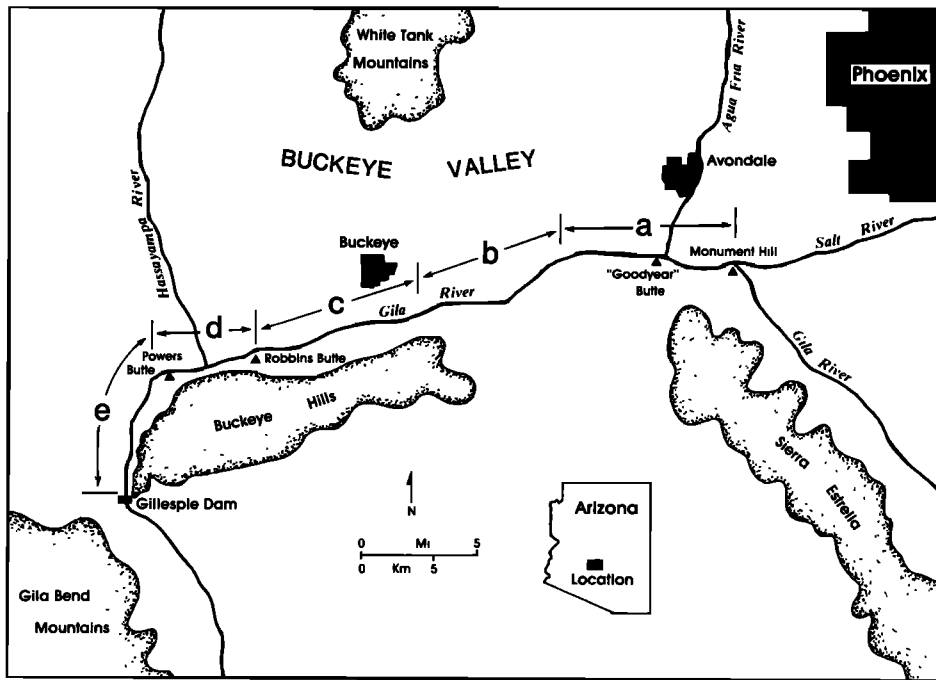 White Tank
Mountains
Agua Fria River
Phoenix
BUCKEYE VALLEY
Avondale
Hassayampa River
a
Buckeye
b
Salt River
Monument Hill
"Goodyear"
Butte
c
Gila River
d
Powers
Butte
Robbins Butte
Gila River
e
Buckeye Hills
Sierra Estrella
Gillespie Dam
N
Arizona
Location
0 Mi 5
0 Km 5
Gila Bend
Mountains